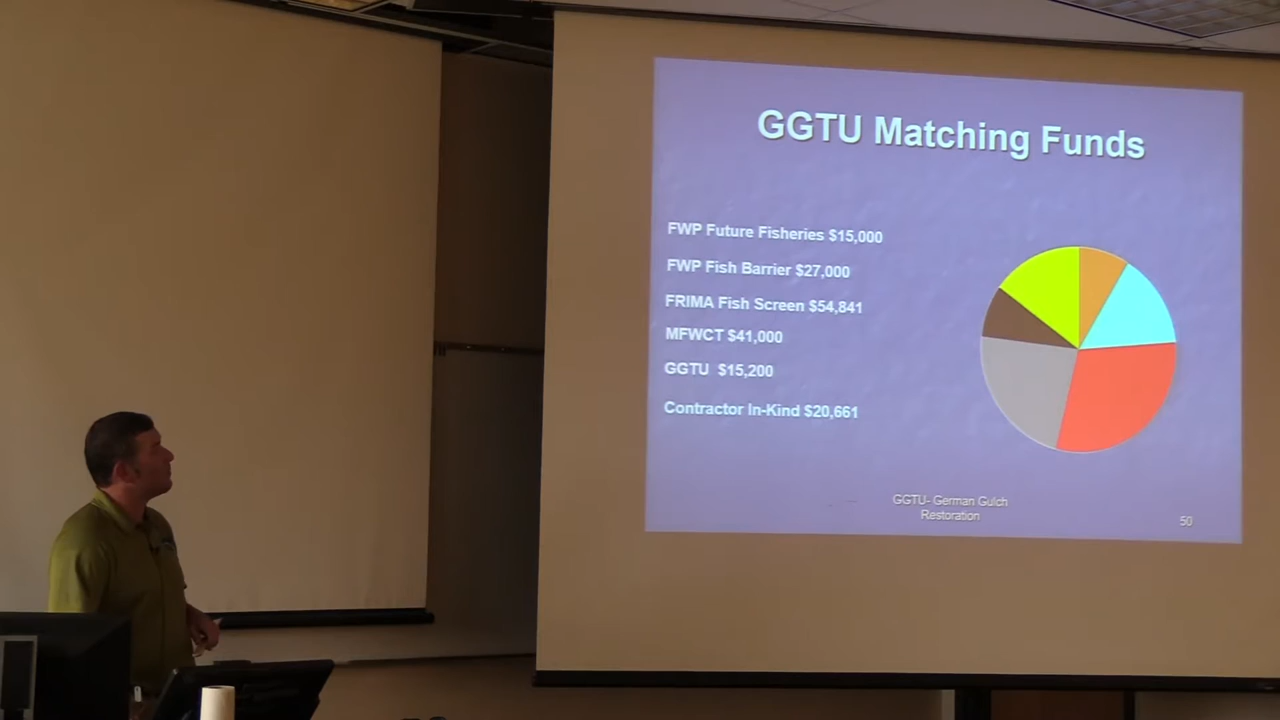 GGTU Matching Funds
FWP Future Fisheries $15,000
FWP Fish Barrier $27,000
FRIMA Fish Screen $54,841
MFWCT $41,000
GGTU $15,200
Contractor In-Kind $20,661
GGTU- German Gulch
Restoration
50